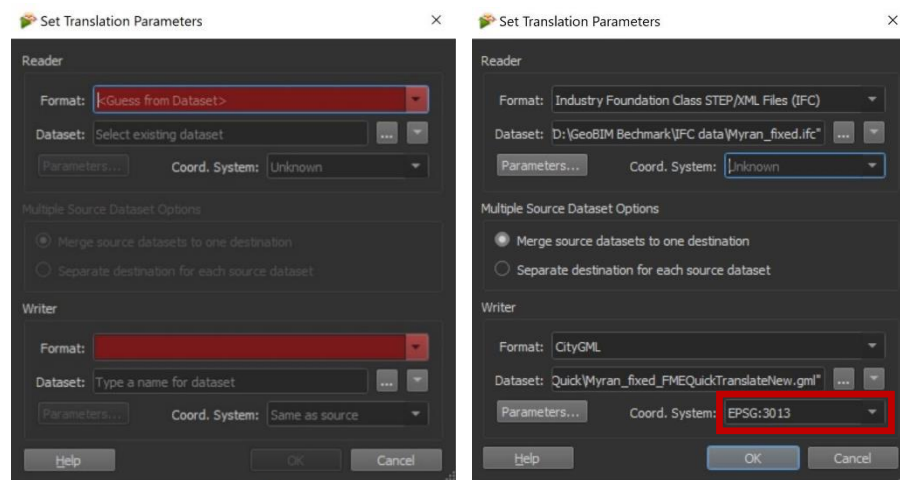 Set Translation Parameters
Reader
Format: <Guess from Dataset>
Dataset: Select existing dataset ...
Parameters... Coord. System: Unknown
Multiple Source Dataset Options
Merge source datasets to one destination
Separate destination for each source dataset
Writer
Format:
Dataset: Type a name for dataset ...
Parameters... Coord. System: Same as source
Help OK Cancel
Set Translation Parameters
Reader
Format: Industry Foundation Class STEP/XML Files (IFC)
Dataset: D:\GeoBIM Bechmark\IFC data\Myran_fixed.ifc" ...
Parameters... Coord. System: Unknown
Multiple Source Dataset Options
Merge source datasets to one destination
Separate destination for each source dataset
Writer
Format: CityGML
Dataset: Quick\Myran_fixed_FMEQuickTranslateNew.gml" ...
Parameters... Coord. System: EPSG:3013
Help OK Cancel